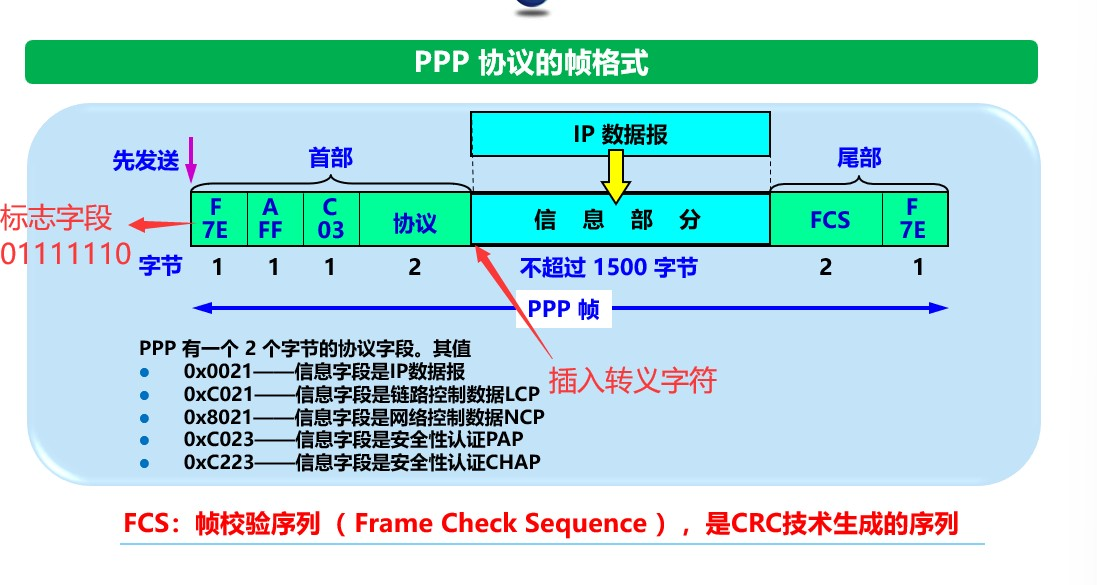 PPP 协议的帧格式
IP 数据报
先发送
首部
尾部
标志字段
01111110
F
7E
A
FF
C
03
协议
信 息 部 分
FCS
F
7E
字节
1
1
1
2
不超过 1500 字节
2
1
PPP 帧
PPP 有一个 2 个字节的协议字段。其值
0x0021——信息字段是IP数据报
0xC021——信息字段是链路控制数据LCP
0x8021——信息字段是网络控制数据NCP
0xC023——信息字段是安全性认证PAP
0xC223——信息字段是安全性认证CHAP
插入转义字符
FCS：帧校验序列（ Frame Check Sequence ），是CRC技术生成的序列